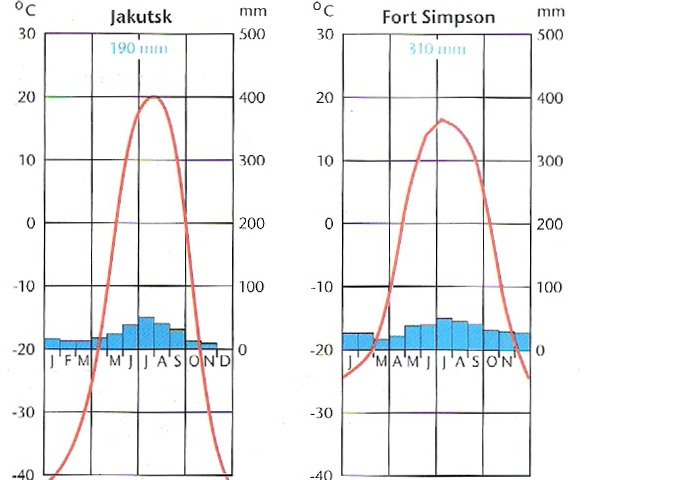 °C Jakutsk mm
30 190 mm 500
20 400
10 300
0 200
-10 100
-20 0
J F M M J J A S O N D
-30
-40
°C Fort Simpson mm
30 310 mm 500
20 400
10 300
0 200
-10 100
-20 0
J M A M J J A S O N
-30
-40